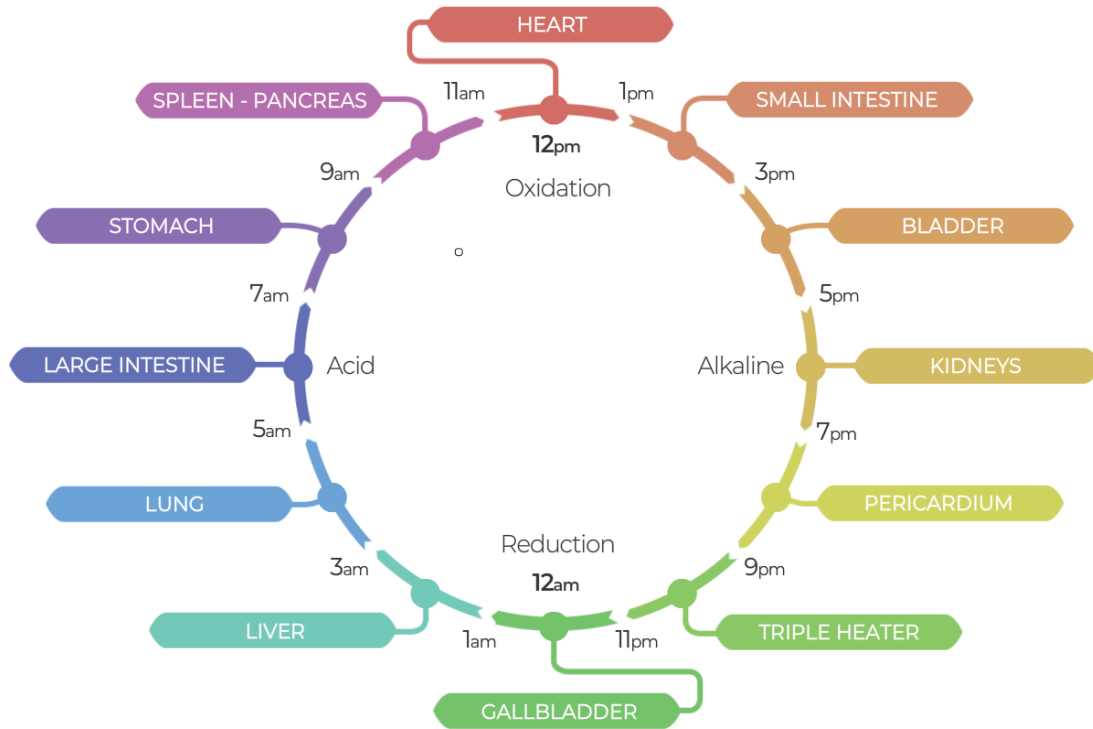 HEART
11am
1pm
SPLEEN - PANCREAS
SMALL INTESTINE
12pm
9am
Oxidation
3pm
STOMACH
BLADDER
7am
5pm
LARGE INTESTINE
Acid
Alkaline
KIDNEYS
5am
7pm
LUNG
PERICARDIUM
Reduction
3am
12am
9pm
LIVER
1am
11pm
TRIPLE HEATER
GALLBLADDER